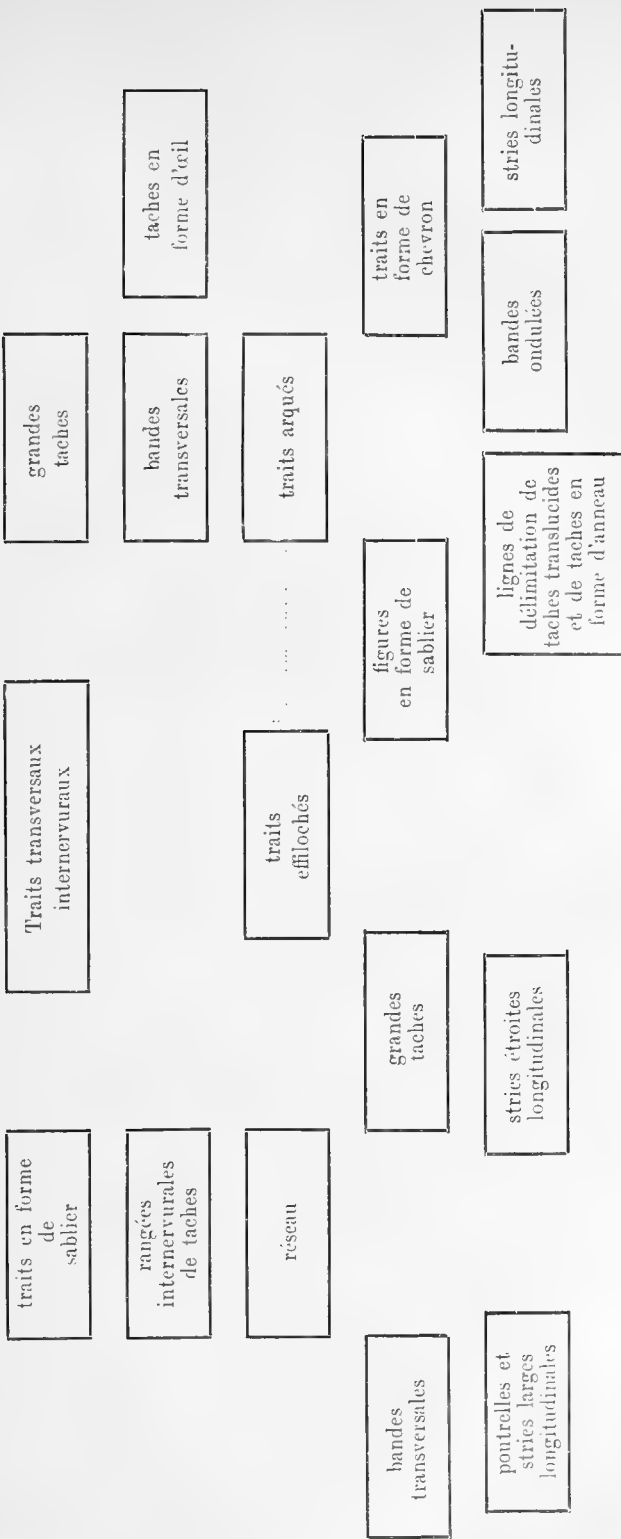 traits en forme
de
sablier
Traits transversaux
internervuraux
grandes
taches
rangées
internervurales
de taches
bandes
transversales
taches en
forme d'œil
réseau
traits
effilochés
traits arqués
bandes
transversales
grandes
taches
figures
en forme de
sablier
traits en
forme de
chevron
poutrelles et
stries larges
longitudinales
stries étroites
longitudinales
lignes de
délimitation de
taches translucides
et de taches en
forme d'anneau
bandes
ondulées
stries longitu-
dinales